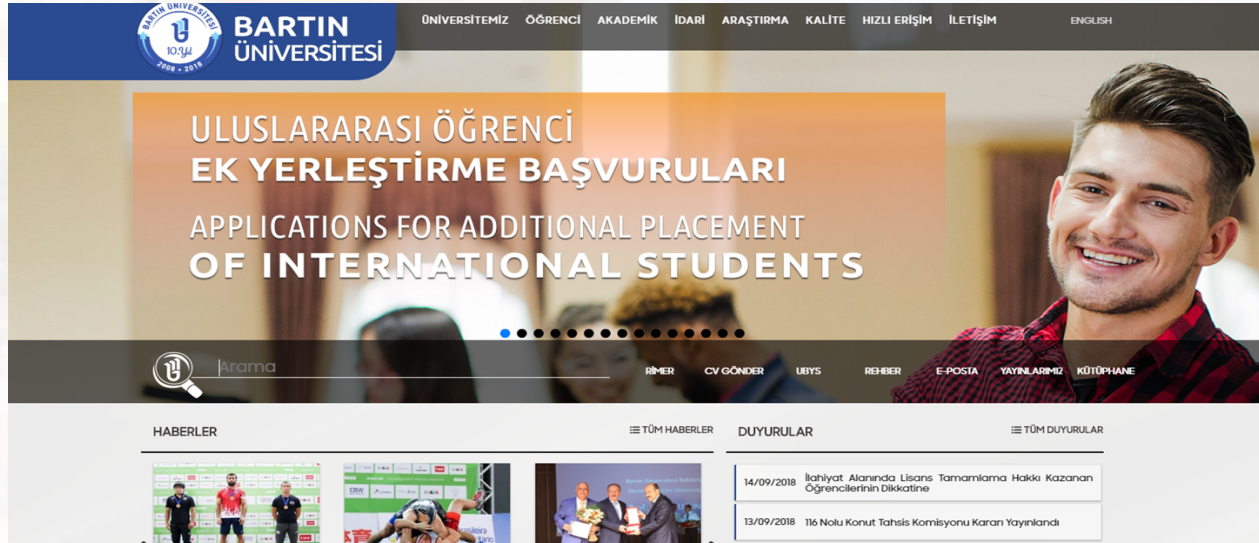 BARTIN ÜNİVERSİTESİ
10.Yıl
2008 - 2018
BARTIN
ÜNİVERSİTESİ
ÜNİVERSİTEMİZ ÖĞRENCİ AKADEMİK İDARİ ARAŞTIRMA KALİTE HIZLI ERİŞİM İLETİŞİM ENGLISH
ULUSLARARASI ÖĞRENCİ
EK YERLEŞTİRME BAŞVURULARI
APPLICATIONS FOR ADDITIONAL PLACEMENT
OF INTERNATIONAL STUDENTS
Arama
RİMER CV GÖNDER UBYS REHBER E-POSTA YAYINLARIMIZ KÜTÜPHANE
HABERLER
TÜM HABERLER
DUYURULAR
TÜM DUYURULAR
14/09/2018 İlahiyat Alanında Lisans Tamamlama Hakkı Kazanan
Öğrencilerinin Dikkatine
13/09/2018 116 Nolu Konut Tahsis Komisyonu Kararı Yayınlandı